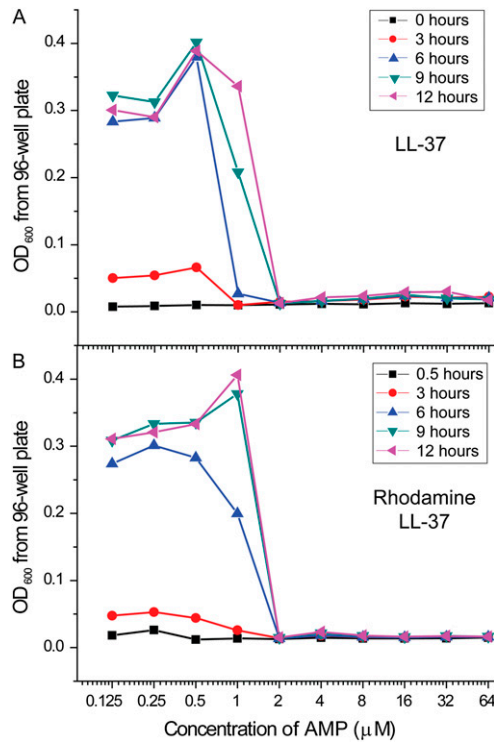 A
0 hours
3 hours
6 hours
9 hours
12 hours
LL-37
OD600 from 96-well plate
0.4
0.3
0.2
0.1
0.0
B
0.5 hours
3 hours
6 hours
9 hours
12 hours
Rhodamine
LL-37
OD600 from 96-well plate
0.4
0.3
0.2
0.1
0.0
0.125 0.25 0.5 1 2 4 8 16 32 64
Concentration of AMP (μM)